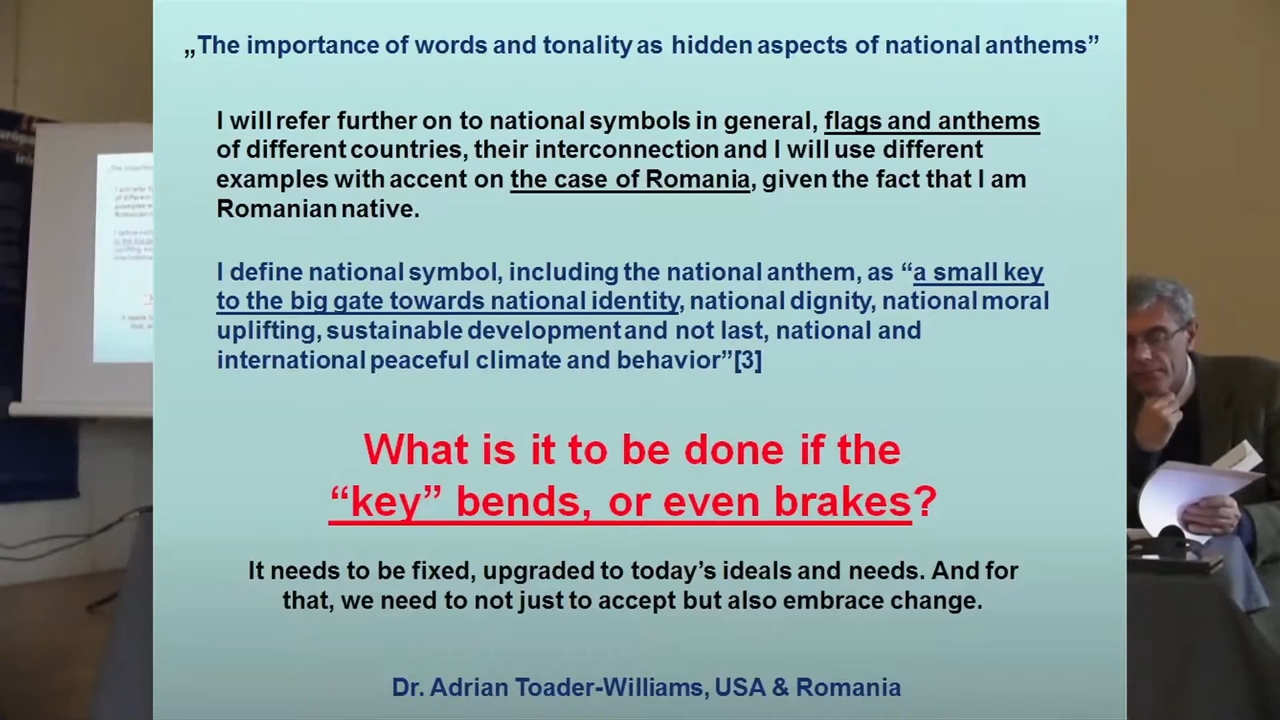 „The importance of words and tonality as hidden aspects of national anthems”
I will refer further on to national symbols in general, flags and anthems
of different countries, their interconnection and I will use different
examples with accent on the case of Romania, given the fact that I am
Romanian native.
I define national symbol, including the national anthem, as “a small key
to the big gate towards national identity, national dignity, national moral
uplifting, sustainable development and not last, national and
international peaceful climate and behavior”[3]
What is it to be done if the
“key” bends, or even brakes?
It needs to be fixed, upgraded to today’s ideals and needs. And for
that, we need to not just to accept but also embrace change.
Dr. Adrian Toader-Williams, USA & Romania